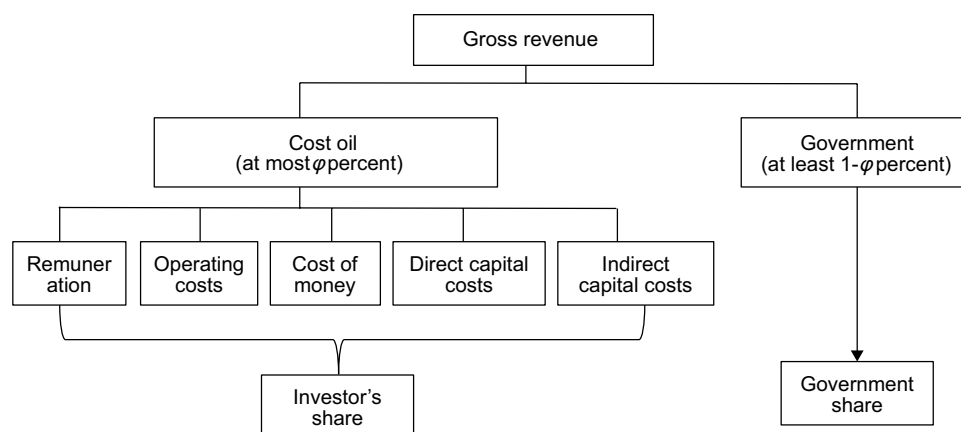 Gross revenue
Cost oil
(at most φ percent)
Government
(at least 1-φ percent)
Remuner
ation
Operating
costs
Cost of
money
Direct capital
costs
Indirect
capital costs
Investor's
share
Government
share